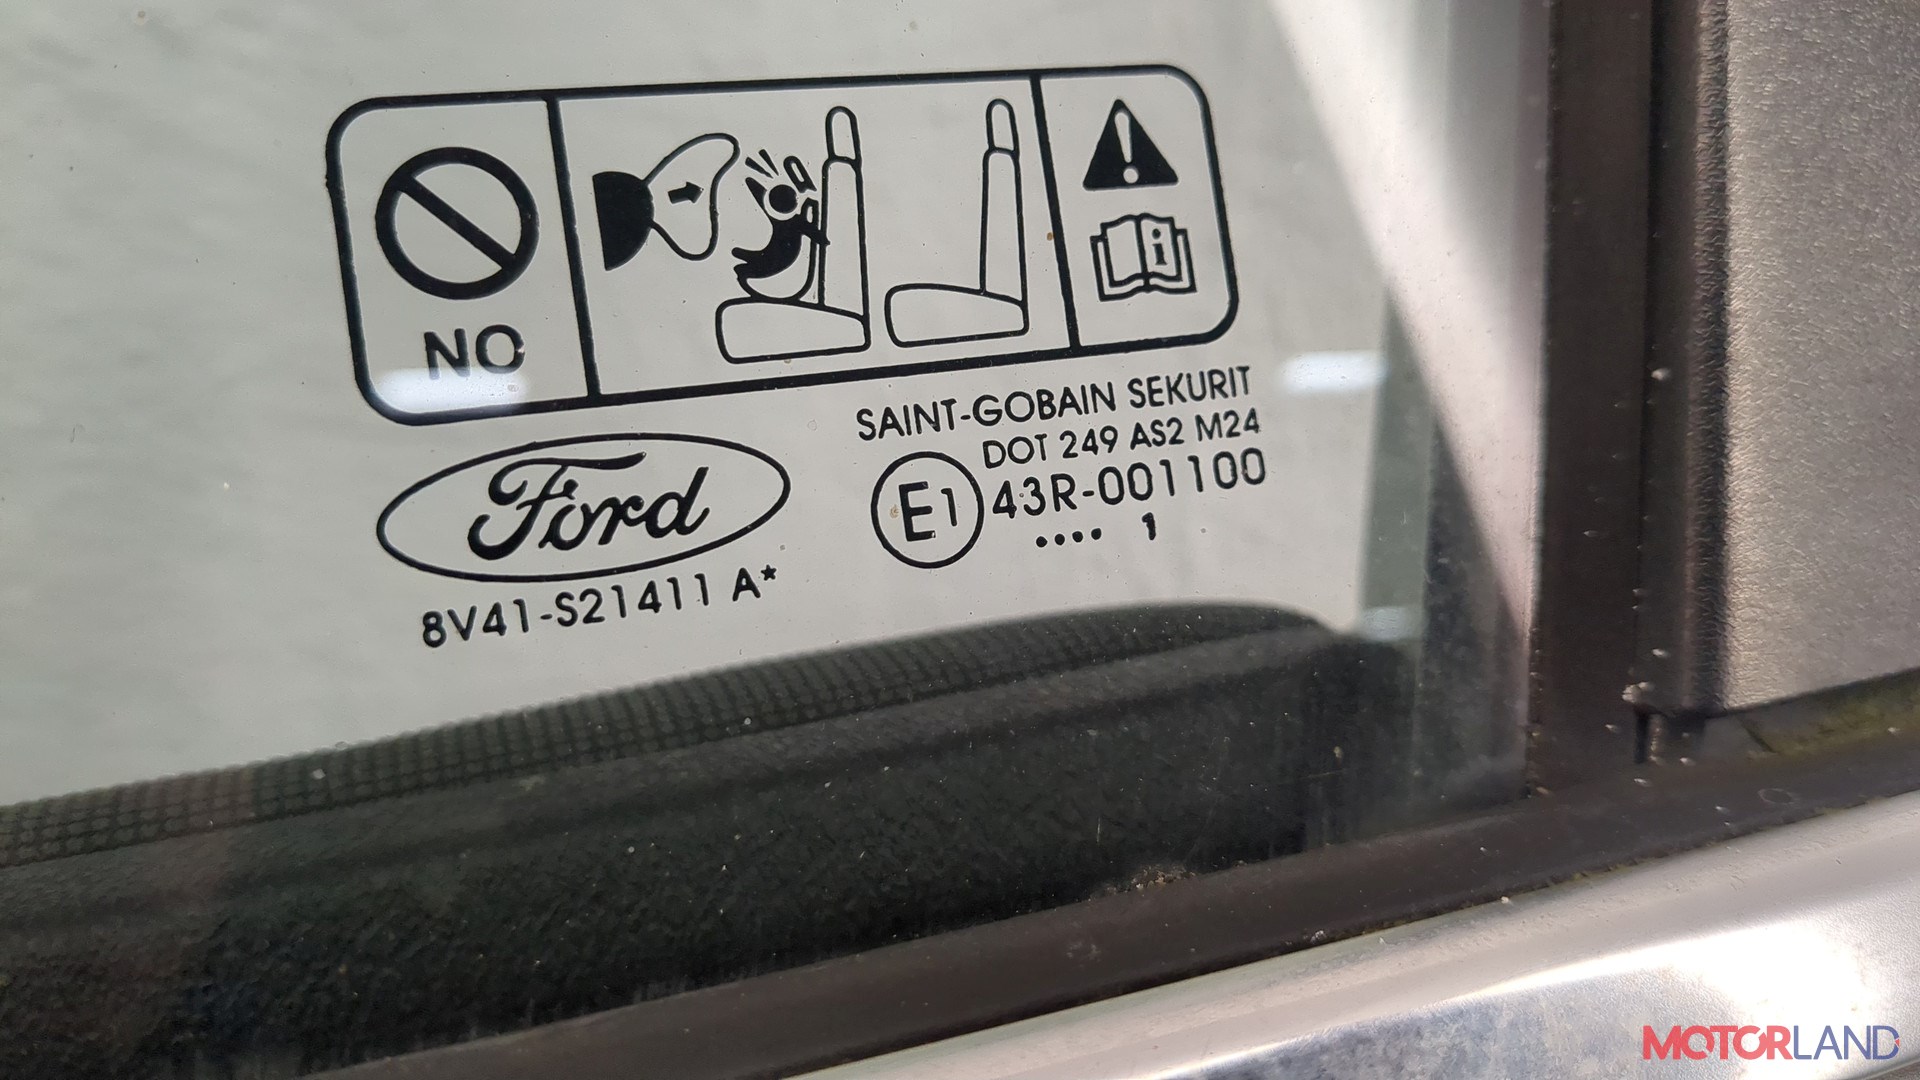 NO
SAINT-GOBAIN SEKURIT
DOT 249 AS2 M24
E1 43R-001100
.... 1
Ford
8V41-S21411 A*
MOTORLAND